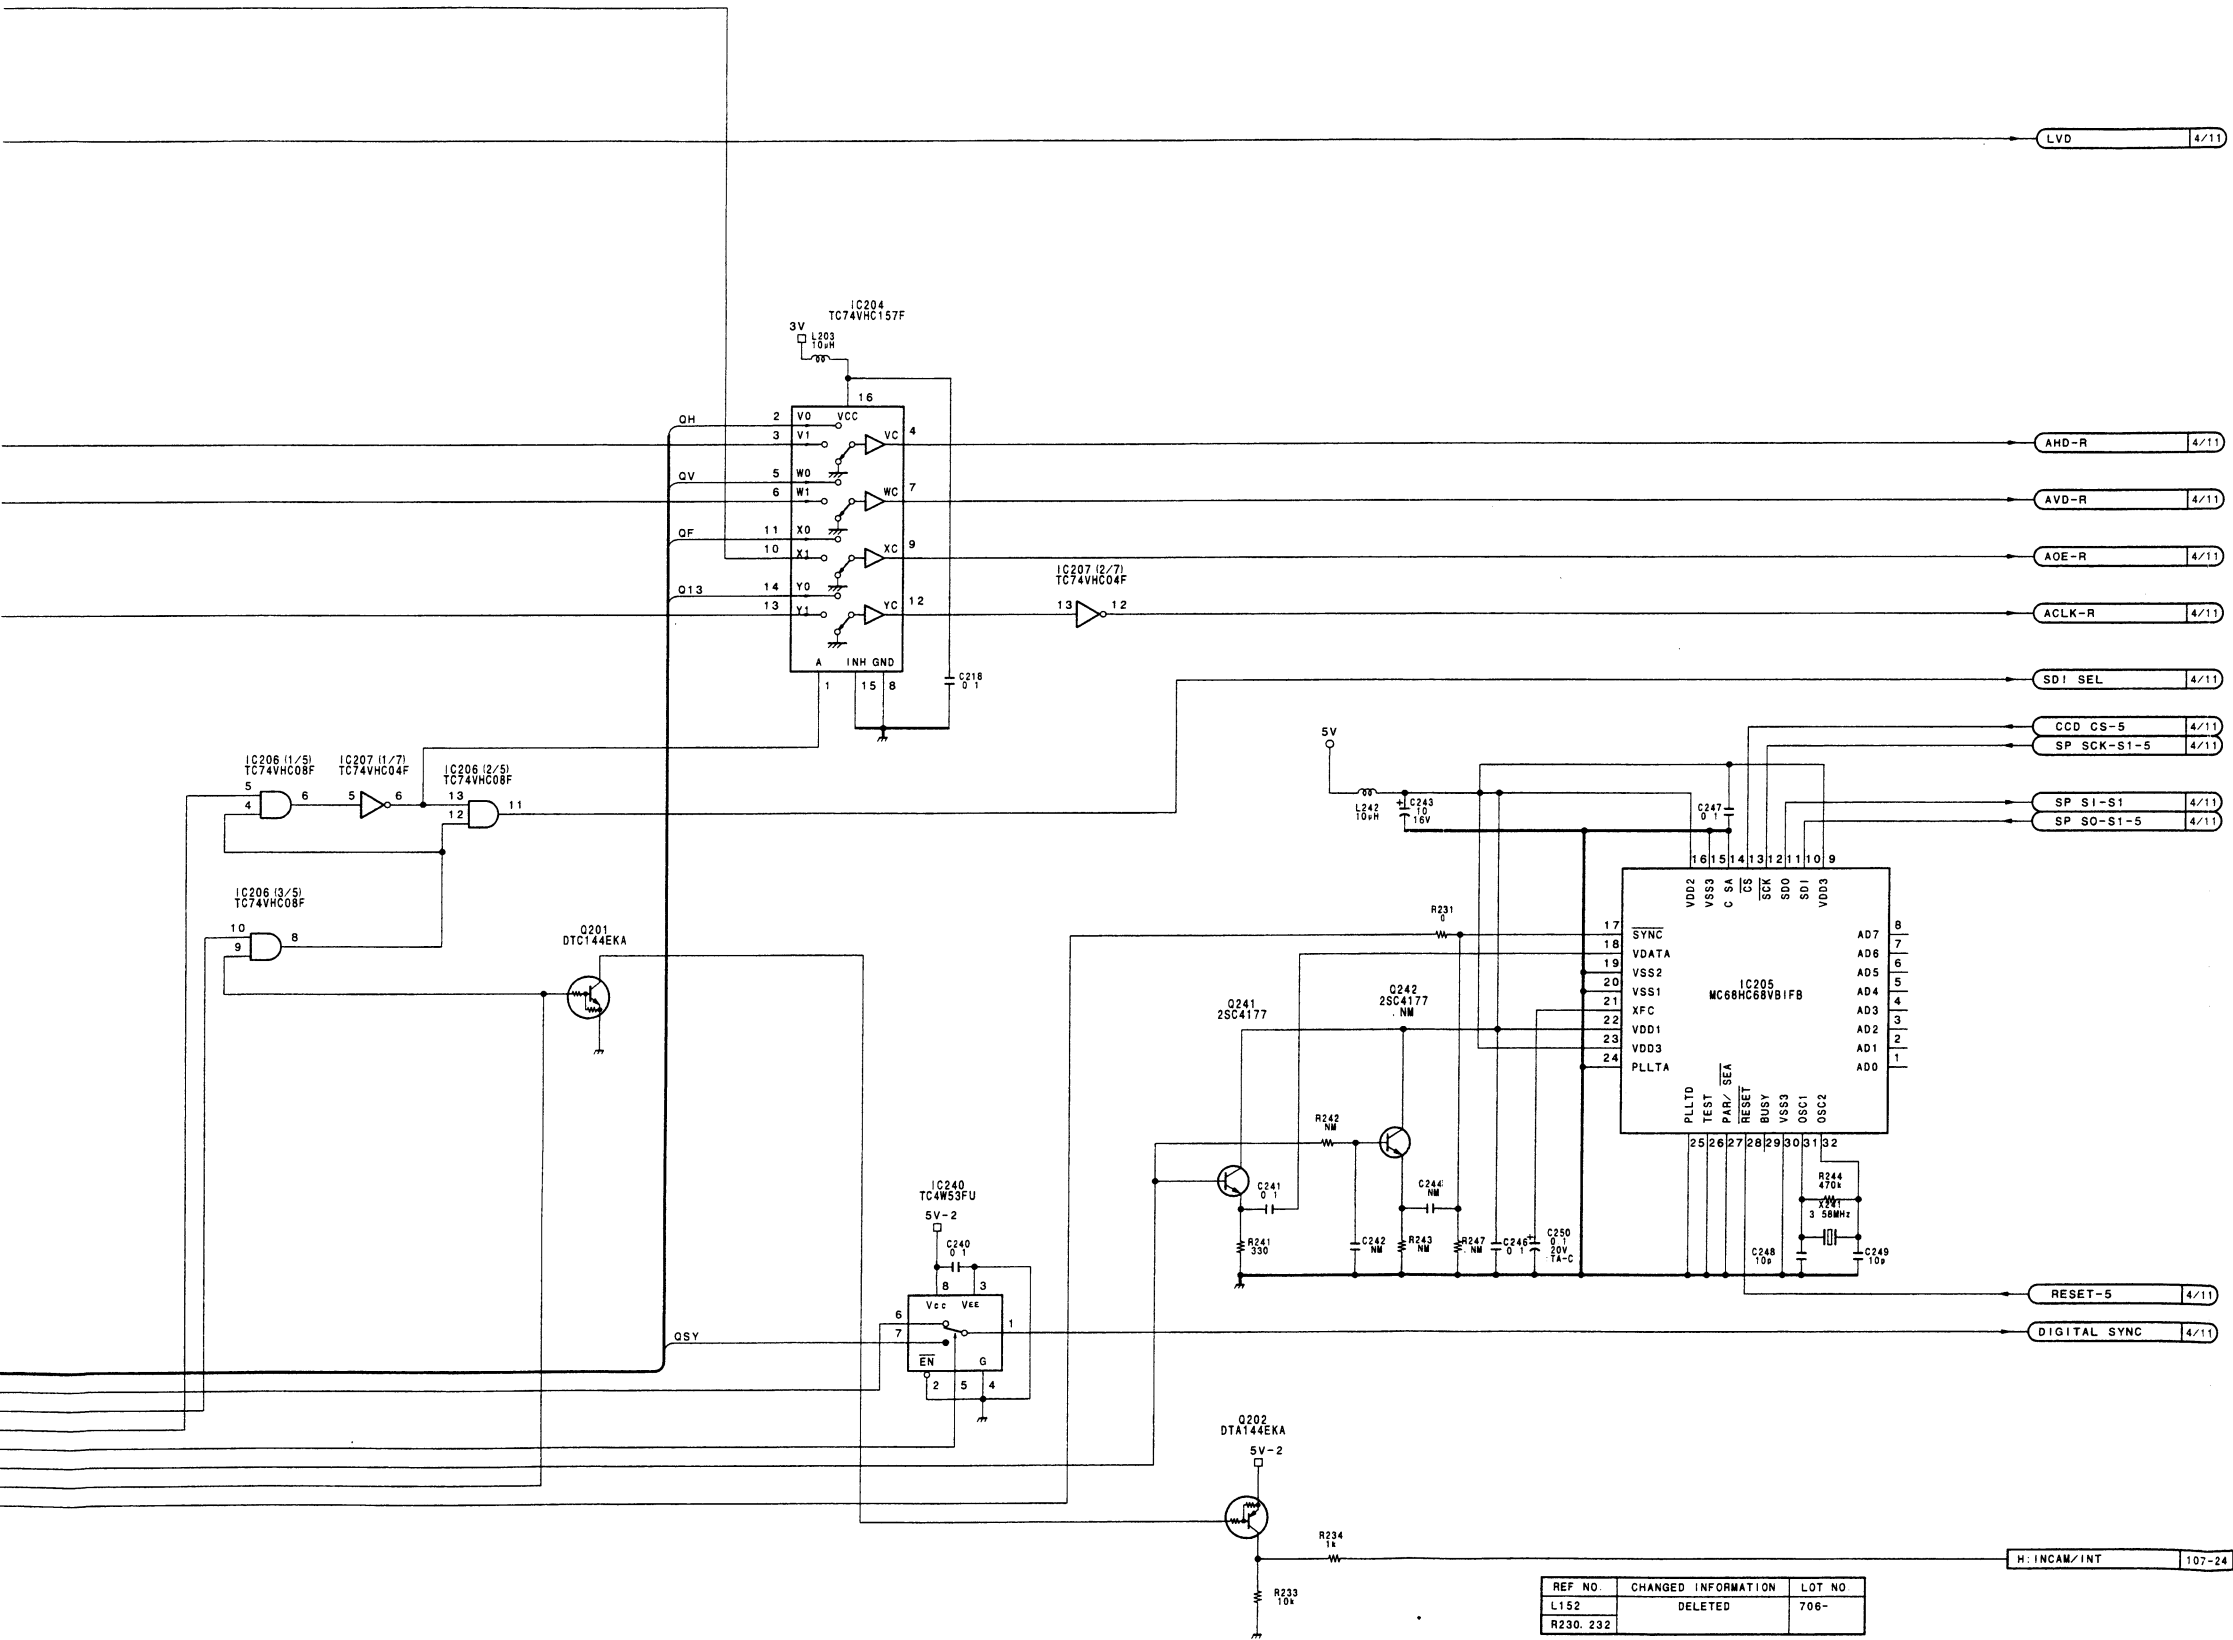 LVD 4/11
IC204
TC74VHC157F
3V
L203
10μH
16
QH 2 V0 VCC
3 V1 VC 4
AHD-R 4/11
QV 5 W0
6 W1 WC 7
AVD-R 4/11
QF 11 X0
10 X1 XC 9
AOE-R 4/11
IC207 (2/7)
TC74VHC04F
Q13 14 Y0
13 Y1 YC 12
13 12
ACLK-R 4/11
A INH GND
1 15 8
C218
0 1
SDI SEL 4/11
CCD CS-5 4/11
SP SCK-S1-5 4/11
SP SI-S1 4/11
SP SO-S1-5 4/11
IC206 (1/5)
TC74VHC08F
IC207 (1/7)
TC74VHC04F
IC206 (2/5)
TC74VHC08F
5
4
6
5 6
13
12
11
IC206 (3/5)
TC74VHC08F
10
9
8
Q201
DTC144EKA
5V
L242
10μH
+
C243
10
16V
C247
0 1
16 15 14 13 12 11 10 9
VDD2 VSS3 C SA CS SCK SDO SDI VDD3
R231
0
17 SYNC AD7 8
18 VDATA AD6 7
19 VSS2 AD5 6
20 VSS1 AD4 5
21 XFC AD3 4
22 VDD1 AD2 3
23 VDD3 AD1 2
24 PLLTA AD0 1
IC205
MC68HC68VBIFB
PLLTD TEST PAR/SEA RESET BUSY VSS3 OSC1 OSC2
25 26 27 28 29 30 31 32
Q241
2SC4177
Q242
2SC4177
NM
R242
NM
C241
0 1
C244
NM
R241
330
C242
NM
R243
NM
R247
NM
C246
0 1
+
C250
0 1
20V
TA-C
R244
470k
X241
3 58MHz
C248
10p
C249
10p
RESET-5 4/11
IC240
TC4W53FU
5V-2
C240
0 1
8 3
Vcc VEE
6
7
1
QSY
EN G
2 5 4
DIGITAL SYNC 4/11
Q202
DTA144EKA
5V-2
R234
1k
R233
10k
H:INCAM/INT 107-24
REF NO. CHANGED INFORMATION LOT NO.
L152 DELETED 706-
R230. 232